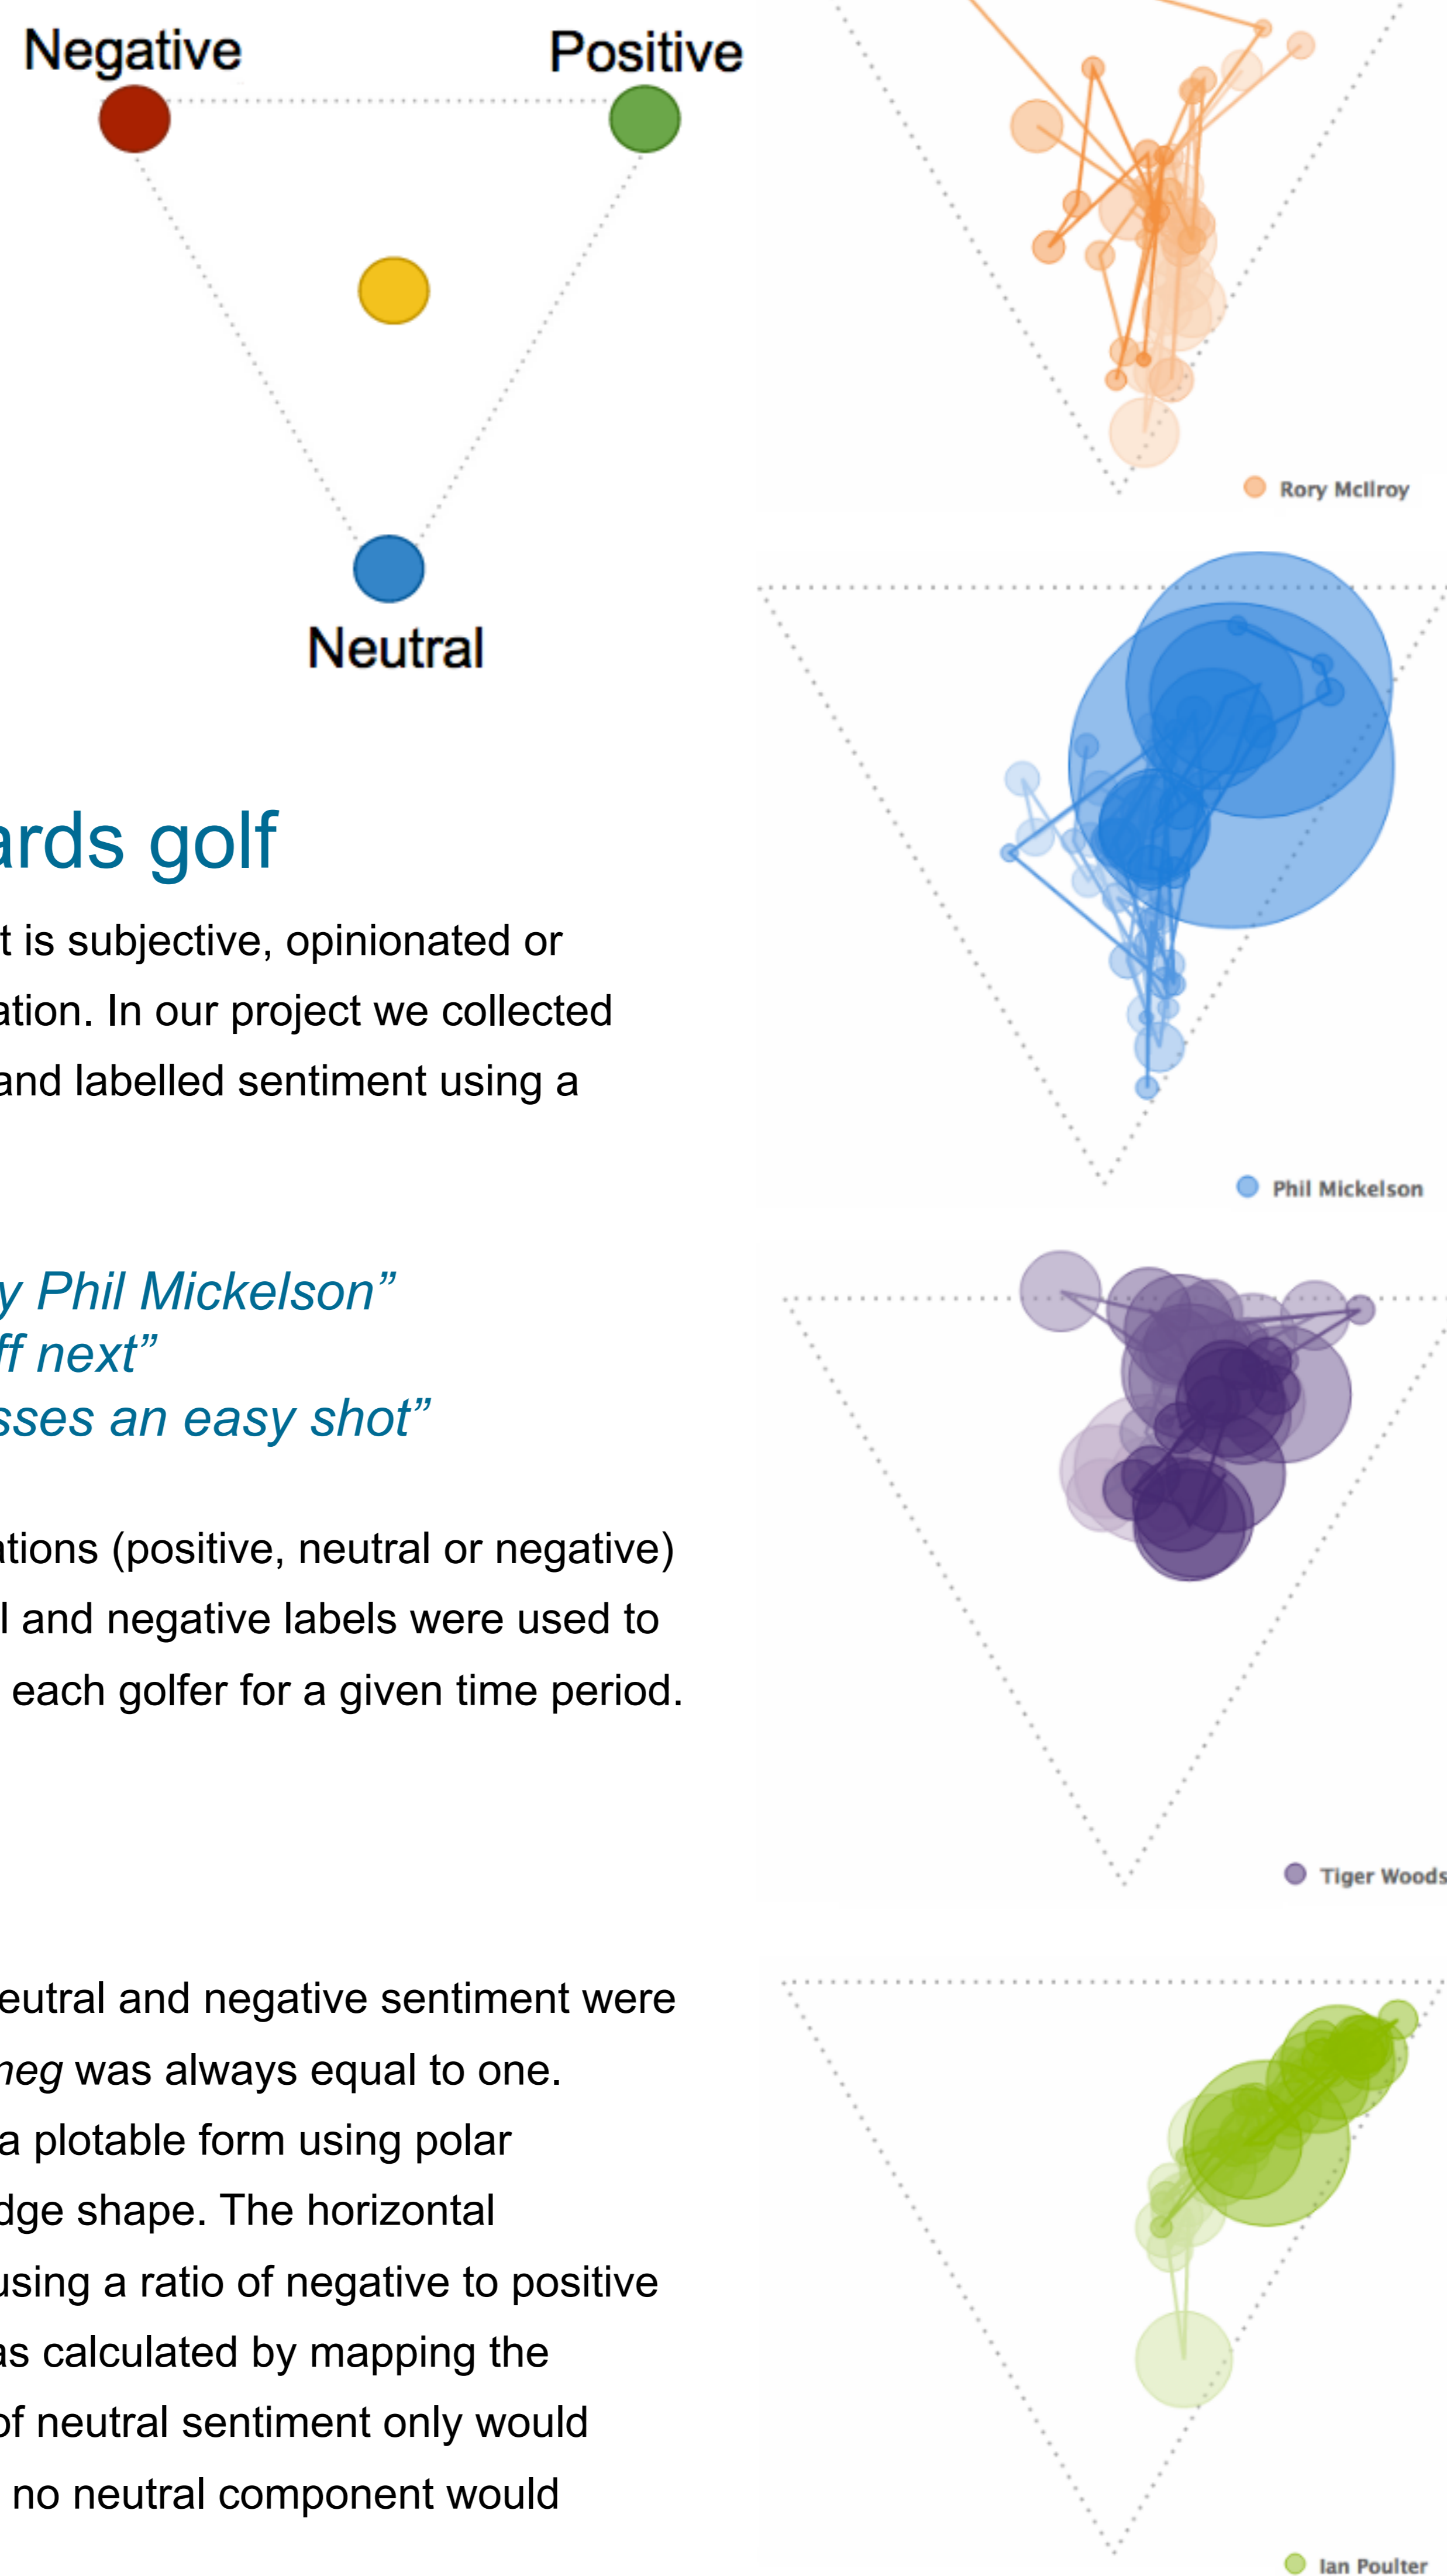 Negative
Positive
Neutral
Rory McIlroy
ards golf
t is subjective, opinionated or
ation. In our project we collected
and labelled sentiment using a
Phil Mickelson
y Phil Mickelson”
ff next”
sses an easy shot”
ations (positive, neutral or negative)
l and negative labels were used to
each golfer for a given time period.
Tiger Woods
eutral and negative sentiment were
neg was always equal to one.
a plotable form using polar
dge shape. The horizontal
using a ratio of negative to positive
as calculated by mapping the
of neutral sentiment only would
no neutral component would
Ian Poulter